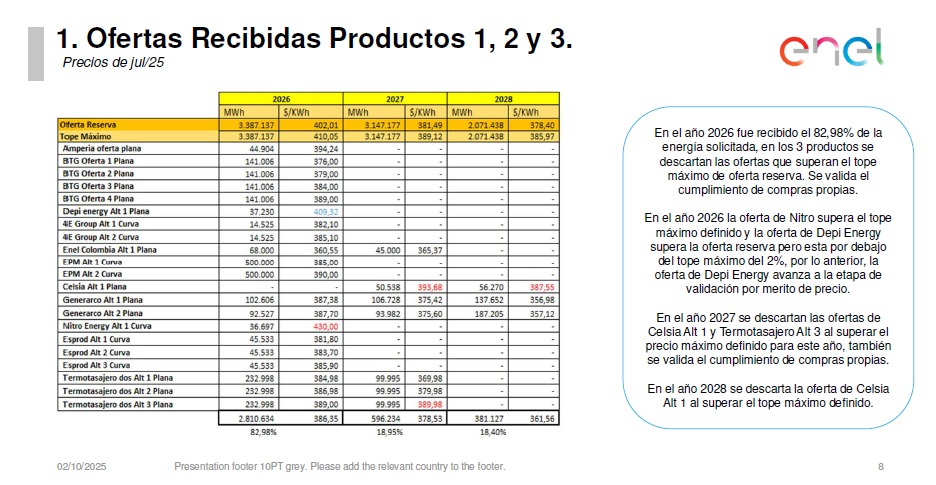 1. Ofertas Recibidas Productos 1, 2 y 3.
Precios de jul/25
enel
2026 2027 2028
MWh $/KWh MWh $/KWh MWh $/KWh
Oferta Reserva 3.387.137 402,01 3.147.177 381,49 2.071.438 378,40
Tope Máximo 3.387.137 410,05 3.147.177 389,12 2.071.438 385,97
Amperia oferta plana 44.904 394,24 - - - -
BTG Oferta 1 Plana 141.006 376,00 - - - -
BTG Oferta 2 Plana 141.006 379,00 - - - -
BTG Oferta 3 Plana 141.006 384,00 - - - -
BTG Oferta 4 Plana 141.006 389,00 - - - -
Depi energy Alt 1 Plana 37.230 409,32 - - - -
4E Group Alt 1 Curva 14.525 382,10 - - - -
4E Group Alt 2 Curva 14.525 385,10 - - - -
Enel Colombia Alt 1 Plana 68.000 360,55 45.000 365,37 - -
EPM Alt 1 Curva 500.000 385,00 - - - -
EPM Alt 2 Curva 500.000 390,00 - - - -
Celsia Alt 1 Plana - - 50.538 393,68 56.270 387,55
Generarco Alt 1 Plana 102.606 387,38 106.728 375,42 137.652 356,98
Generarco Alt 2 Plana 92.527 387,70 93.982 375,60 187.205 357,12
Nitro Energy Alt 1 Curva 36.697 430,00 - - - -
Esprod Alt 1 Curva 45.533 381,80 - - - -
Esprod Alt 2 Curva 45.533 383,70 - - - -
Esprod Alt 3 Curva 45.533 385,90 - - - -
Termotasajero dos Alt 1 Plana 232.998 384,98 99.995 369,98 - -
Termotasajero dos Alt 2 Plana 232.998 386,98 99.995 379,98 - -
Termotasajero dos Alt 3 Plana 232.998 389,00 99.995 389,98 - -
2.810.634 386,35 596.234 378,53 381.127 361,56
82,98% 18,95% 18,40%
En el año 2026 fue recibido el 82,98% de la
energía solicitada, en los 3 productos se
descartan las ofertas que superan el tope
máximo de oferta reserva. Se valida el
cumplimiento de compras propias.
En el año 2026 la oferta de Nitro supera el tope
máximo definido y la oferta de Depi Energy
supera la oferta reserva pero esta por debajo
del tope máximo del 2%, por lo anterior, la
oferta de Depi Energy avanza a la etapa de
validación por merito de precio.
En el año 2027 se descartan las ofertas de
Celsia Alt 1 y Termotasajero Alt 3 al superar el
precio máximo definido para este año, también
se valida el cumplimiento de compras propias.
En el año 2028 se descarta la oferta de Celsia
Alt 1 al superar el tope máximo definido.
02/10/2025 Presentation footer 10PT grey. Please add the relevant country to the footer. 8